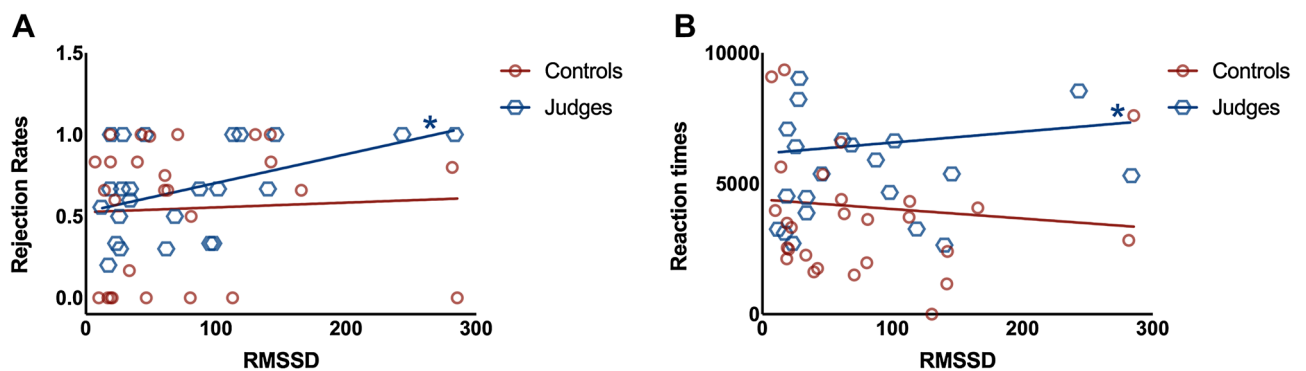 A
Rejection Rates
1.5
1.0
0.5
0.0
0
100
200
300
RMSSD
*
Controls
Judges
B
Reaction times
10000
5000
0
0
100
200
300
RMSSD
*
Controls
Judges